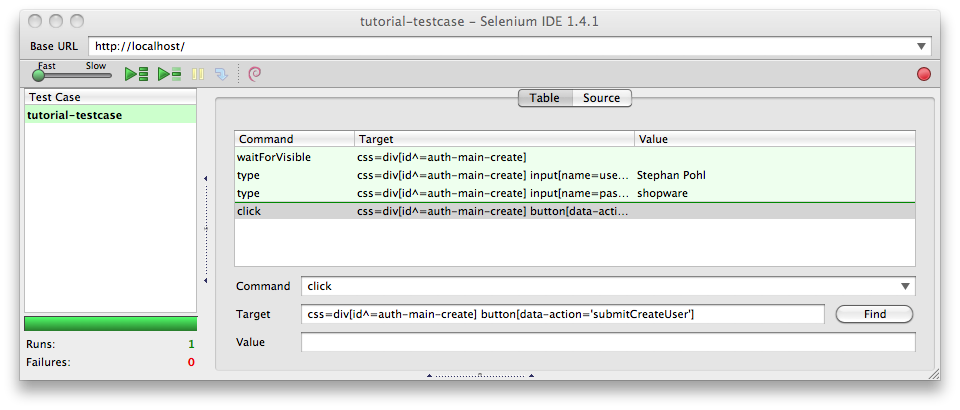 tutorial-testcase – Selenium IDE 1.4.1
Base URL http://localhost/
Fast Slow
Test Case
tutorial-testcase
Table Source
Command Target Value
waitForVisible css=div[id^=auth-main-create]
type css=div[id^=auth-main-create] input[name=use... Stephan Pohl
type css=div[id^=auth-main-create] input[name=pas... shopware
click css=div[id^=auth-main-create] button[data-acti...
Command click
Target css=div[id^=auth-main-create] button[data-action='submitCreateUser'] Find
Value
Runs: 1
Failures: 0